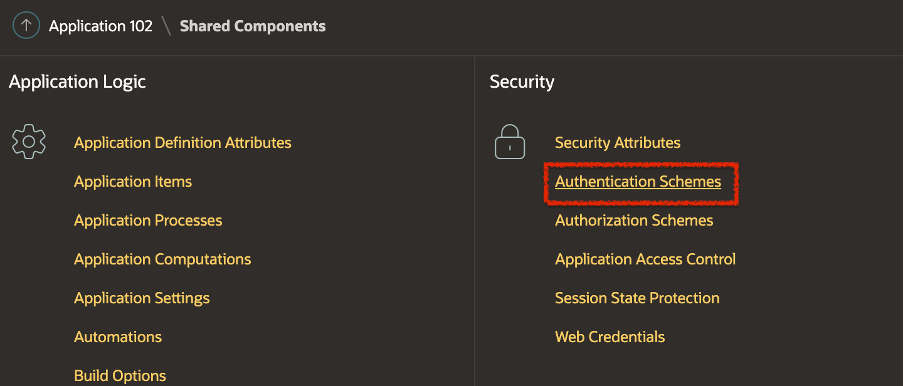 Application 102 \ Shared Components
Application Logic
Application Definition Attributes
Application Items
Application Processes
Application Computations
Application Settings
Automations
Build Options
Security
Security Attributes
Authentication Schemes
Authorization Schemes
Application Access Control
Session State Protection
Web Credentials